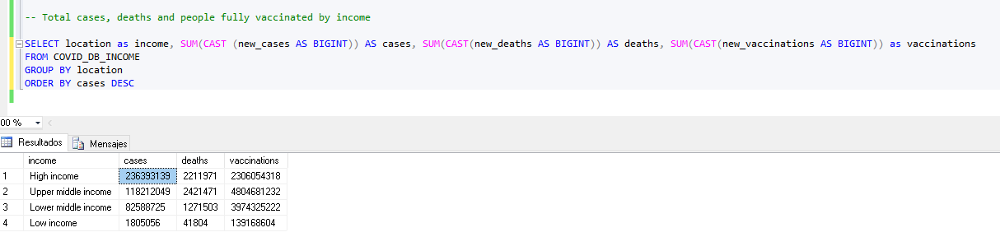 -- Total cases, deaths and people fully vaccinated by income
SELECT location as income, SUM(CAST (new_cases AS BIGINT)) AS cases, SUM(CAST(new_deaths AS BIGINT)) AS deaths, SUM(CAST(new_vaccinations AS BIGINT)) as vaccinations
FROM COVID_DB_INCOME
GROUP BY location
ORDER BY cases DESC
00 %
Resultados Mensajes
income cases deaths vaccinations
1 High income 236393139 2211971 2306054318
2 Upper middle income 118212049 2421471 4804681232
3 Lower middle income 82588725 1271503 3974325222
4 Low income 1805056 41804 139168604